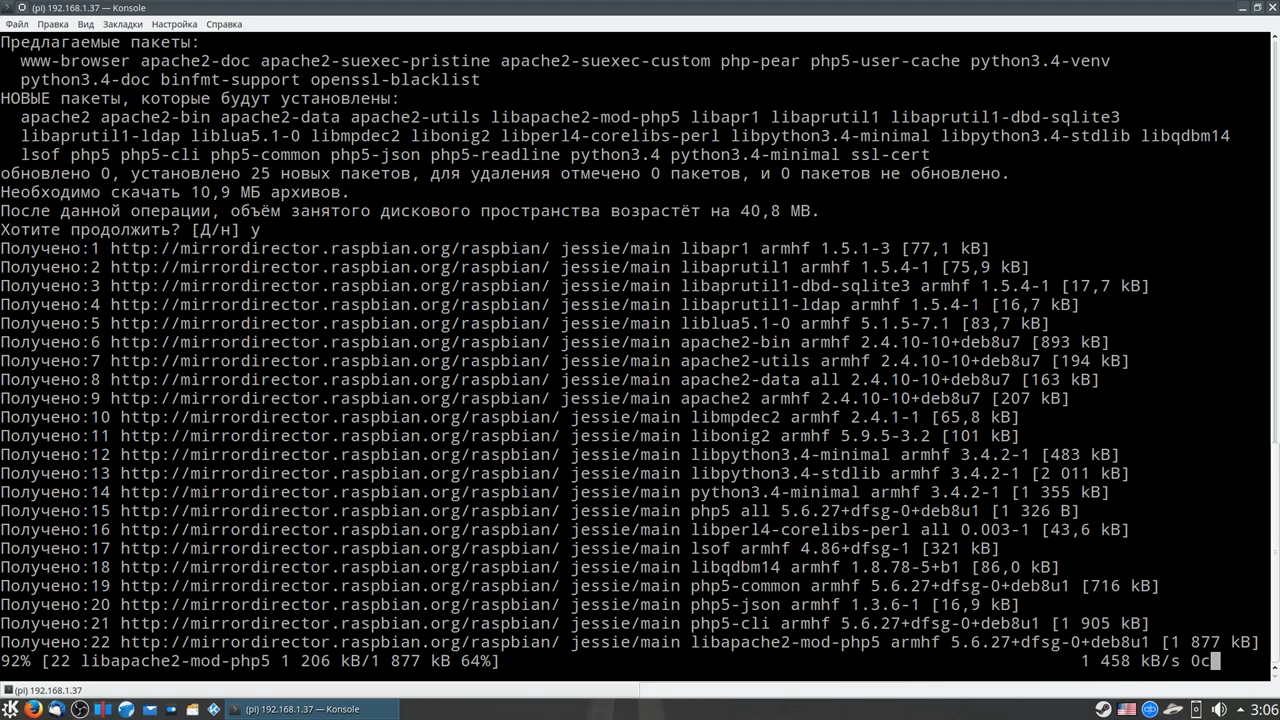 (pi) 192.168.1.37 — Konsole
Файл Правка Вид Закладки Настройка Справка
Предлагаемые пакеты:
www-browser apache2-doc apache2-suexec-pristine apache2-suexec-custom php-pear php5-user-cache python3.4-venv
python3.4-doc binfmt-support openssl-blacklist
НОВЫЕ пакеты, которые будут установлены:
apache2 apache2-bin apache2-data apache2-utils libapache2-mod-php5 libapr1 libaprutil1 libaprutil1-dbd-sqlite3
libaprutil1-ldap liblua5.1-0 libmpdec2 libonig2 libperl4-corelibs-perl libpython3.4-minimal libpython3.4-stdlib libqdbm14
lsof php5 php5-cli php5-common php5-json php5-readline python3.4 python3.4-minimal ssl-cert
обновлено 0, установлено 25 новых пакетов, для удаления отмечено 0 пакетов, и 0 пакетов не обновлено.
Необходимо скачать 10,9 МБ архивов.
После данной операции, объём занятого дискового пространства возрастёт на 40,8 MB.
Хотите продолжить? [Д/н] y
Получено:1 http://mirrordirector.raspbian.org/raspbian/ jessie/main libapr1 armhf 1.5.1-3 [77,1 kB]
Получено:2 http://mirrordirector.raspbian.org/raspbian/ jessie/main libaprutil1 armhf 1.5.4-1 [75,9 kB]
Получено:3 http://mirrordirector.raspbian.org/raspbian/ jessie/main libaprutil1-dbd-sqlite3 armhf 1.5.4-1 [17,7 kB]
Получено:4 http://mirrordirector.raspbian.org/raspbian/ jessie/main libaprutil1-ldap armhf 1.5.4-1 [16,7 kB]
Получено:5 http://mirrordirector.raspbian.org/raspbian/ jessie/main liblua5.1-0 armhf 5.1.5-7.1 [83,7 kB]
Получено:6 http://mirrordirector.raspbian.org/raspbian/ jessie/main apache2-bin armhf 2.4.10-10+deb8u7 [893 kB]
Получено:7 http://mirrordirector.raspbian.org/raspbian/ jessie/main apache2-utils armhf 2.4.10-10+deb8u7 [194 kB]
Получено:8 http://mirrordirector.raspbian.org/raspbian/ jessie/main apache2-data all 2.4.10-10+deb8u7 [163 kB]
Получено:9 http://mirrordirector.raspbian.org/raspbian/ jessie/main apache2 armhf 2.4.10-10+deb8u7 [207 kB]
Получено:10 http://mirrordirector.raspbian.org/raspbian/ jessie/main libmpdec2 armhf 2.4.1-1 [65,8 kB]
Получено:11 http://mirrordirector.raspbian.org/raspbian/ jessie/main libonig2 armhf 5.9.5-3.2 [101 kB]
Получено:12 http://mirrordirector.raspbian.org/raspbian/ jessie/main libpython3.4-minimal armhf 3.4.2-1 [483 kB]
Получено:13 http://mirrordirector.raspbian.org/raspbian/ jessie/main libpython3.4-stdlib armhf 3.4.2-1 [2 011 kB]
Получено:14 http://mirrordirector.raspbian.org/raspbian/ jessie/main python3.4-minimal armhf 3.4.2-1 [1 355 kB]
Получено:15 http://mirrordirector.raspbian.org/raspbian/ jessie/main php5 all 5.6.27+dfsg-0+deb8u1 [1 326 B]
Получено:16 http://mirrordirector.raspbian.org/raspbian/ jessie/main libperl4-corelibs-perl all 0.003-1 [43,6 kB]
Получено:17 http://mirrordirector.raspbian.org/raspbian/ jessie/main lsof armhf 4.86+dfsg-1 [321 kB]
Получено:18 http://mirrordirector.raspbian.org/raspbian/ jessie/main libqdbm14 armhf 1.8.78-5+b1 [86,0 kB]
Получено:19 http://mirrordirector.raspbian.org/raspbian/ jessie/main php5-common armhf 5.6.27+dfsg-0+deb8u1 [716 kB]
Получено:20 http://mirrordirector.raspbian.org/raspbian/ jessie/main php5-json armhf 1.3.6-1 [16,9 kB]
Получено:21 http://mirrordirector.raspbian.org/raspbian/ jessie/main php5-cli armhf 5.6.27+dfsg-0+deb8u1 [1 905 kB]
Получено:22 http://mirrordirector.raspbian.org/raspbian/ jessie/main libapache2-mod-php5 armhf 5.6.27+dfsg-0+deb8u1 [1 877 kB]
92% [22 libapache2-mod-php5 1 206 kB/1 877 kB 64%] 1 458 kB/s 0с
(pi) 192.168.1.37
(pi) 192.168.1.37 — Konsole 3:06